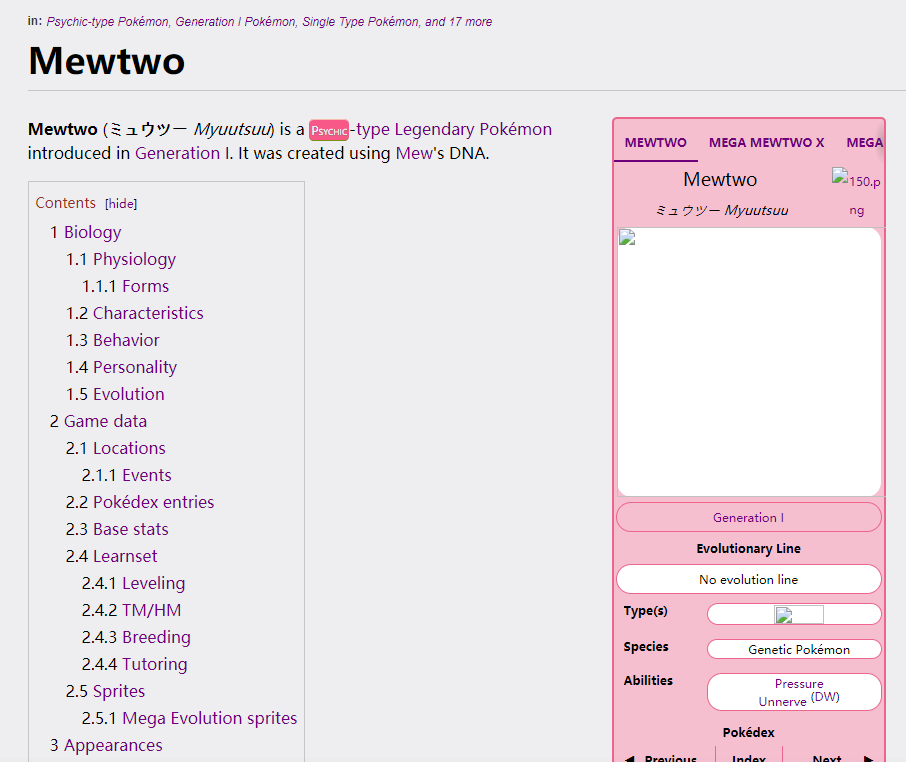 in: Psychic-type Pokémon, Generation I Pokémon, Single Type Pokémon, and 17 more
Mewtwo
Mewtwo (ミュウツー Myuutsuu) is a Psychic-type Legendary Pokémon
introduced in Generation I. It was created using Mew's DNA.
Contents [hide]
1 Biology
1.1 Physiology
1.1.1 Forms
1.2 Characteristics
1.3 Behavior
1.4 Personality
1.5 Evolution
2 Game data
2.1 Locations
2.1.1 Events
2.2 Pokédex entries
2.3 Base stats
2.4 Learnset
2.4.1 Leveling
2.4.2 TM/HM
2.4.3 Breeding
2.4.4 Tutoring
2.5 Sprites
2.5.1 Mega Evolution sprites
3 Appearances
MEWTWO MEGA MEWTWO X MEGA
Mewtwo 150.p
ng
ミュウツー Myuutsuu
Generation I
Evolutionary Line
No evolution line
Type(s)
Species Genetic Pokémon
Abilities Pressure
Unnerve (DW)
Pokédex
◄ Previous Index Next ►